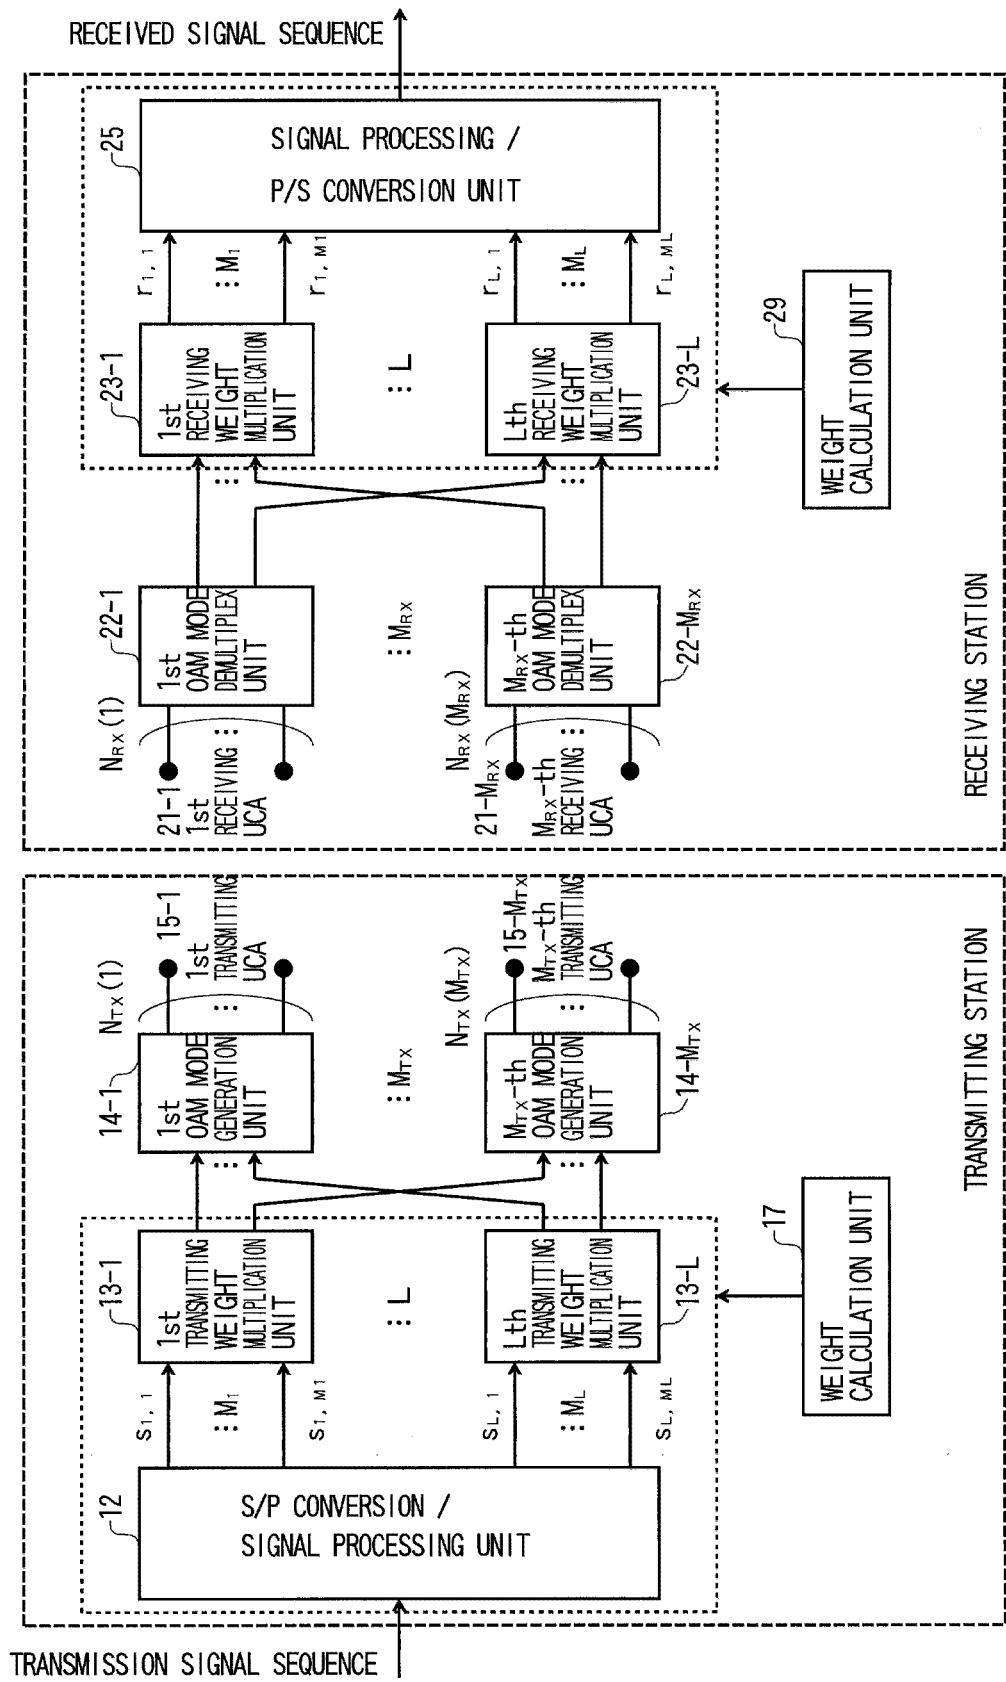 TRANSMISSION SIGNAL SEQUENCE
12
S/P CONVERSION /
SIGNAL PROCESSING UNIT
S1, 1
⋮M1
S1, M1
SL, 1
⋮ML
SL, ML
13-1
1st
TRANSMITTING
WEIGHT
MULTIPLICATION
UNIT
⋮L
Lth
TRANSMITTING
WEIGHT
MULTIPLICATION
UNIT
13-L
14-1
1st
OAM MODE
GENERATION
UNIT
⋮MTX
MTX-th
OAM MODE
GENERATION
UNIT
14-MTX
NTX(1)
15-1
1st
TRANSMITTING
UCA
NTX(MTX)
15-MTX
MTX-th
TRANSMITTING
UCA
17
WEIGHT
CALCULATION UNIT
TRANSMITTING STATION
NRX(1)
21-1
1st
RECEIVING
UCA
NRX(MRX)
21-MRX
MRX-th
RECEIVING
UCA
22-1
1st
OAM MODE
DEMULTIPLEX
UNIT
⋮MRX
MRX-th
OAM MODE
DEMULTIPLEX
UNIT
22-MRX
23-1
1st
RECEIVING
WEIGHT
MULTIPLICATION
UNIT
⋮L
Lth
RECEIVING
WEIGHT
MULTIPLICATION
UNIT
23-L
r1, 1
⋮M1
r1, M1
rL, 1
⋮ML
rL, ML
25
SIGNAL PROCESSING /
P/S CONVERSION UNIT
29
WEIGHT
CALCULATION UNIT
RECEIVING STATION
RECEIVED SIGNAL SEQUENCE